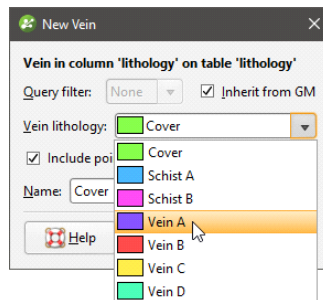 New Vein
Vein in column 'lithology' on table 'lithology'
Query filter: None Inherit from GM
Vein lithology: Cover
Include poi
Cover
Schist A
Schist B
Name: Cover
Vein A
Vein B
Help
Vein C
Vein D